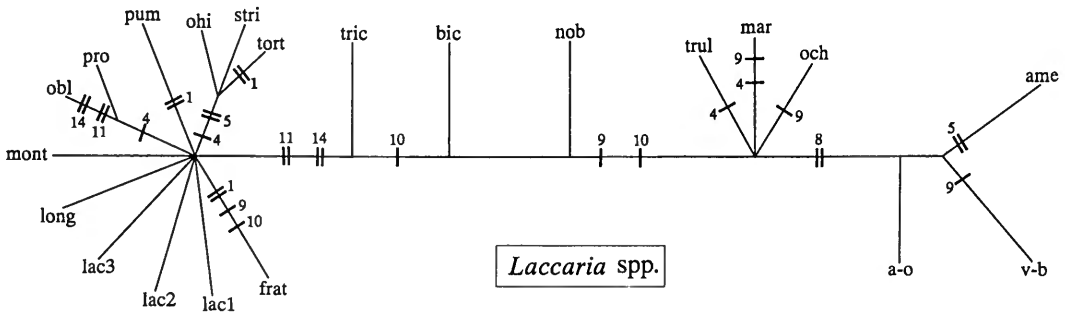 pum
ohi
stri
tort
pro
obl
mont
long
lac3
lac2
lac1
frat
14
11
4
1
5
4
1
1
9
10
11
14
tric
10
bic
nob
9
10
trul
4
mar
9
4
och
9
8
a-o
ame
5
9
v-b
Laccaria spp.